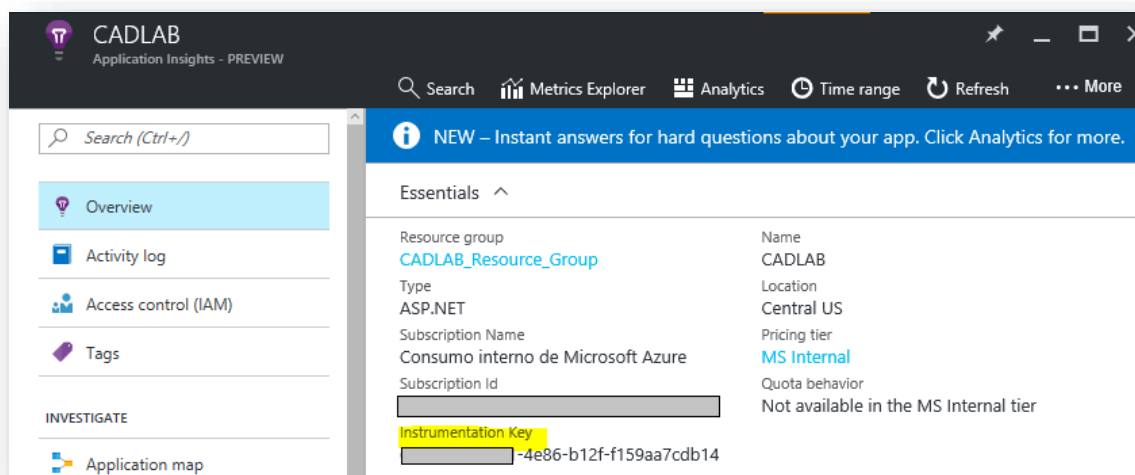 CADLAB
Application Insights - PREVIEW
Search Metrics Explorer Analytics Time range Refresh ••• More
Search (Ctrl+/)
NEW – Instant answers for hard questions about your app. Click Analytics for more.
Overview
Activity log
Access control (IAM)
Tags
INVESTIGATE
Application map
Essentials
Resource group
CADLAB_Resource_Group
Type
ASP.NET
Subscription Name
Consumo interno de Microsoft Azure
Subscription Id
Instrumentation Key
-4e86-b12f-f159aa7cdb14
Name
CADLAB
Location
Central US
Pricing tier
MS Internal
Quota behavior
Not available in the MS Internal tier